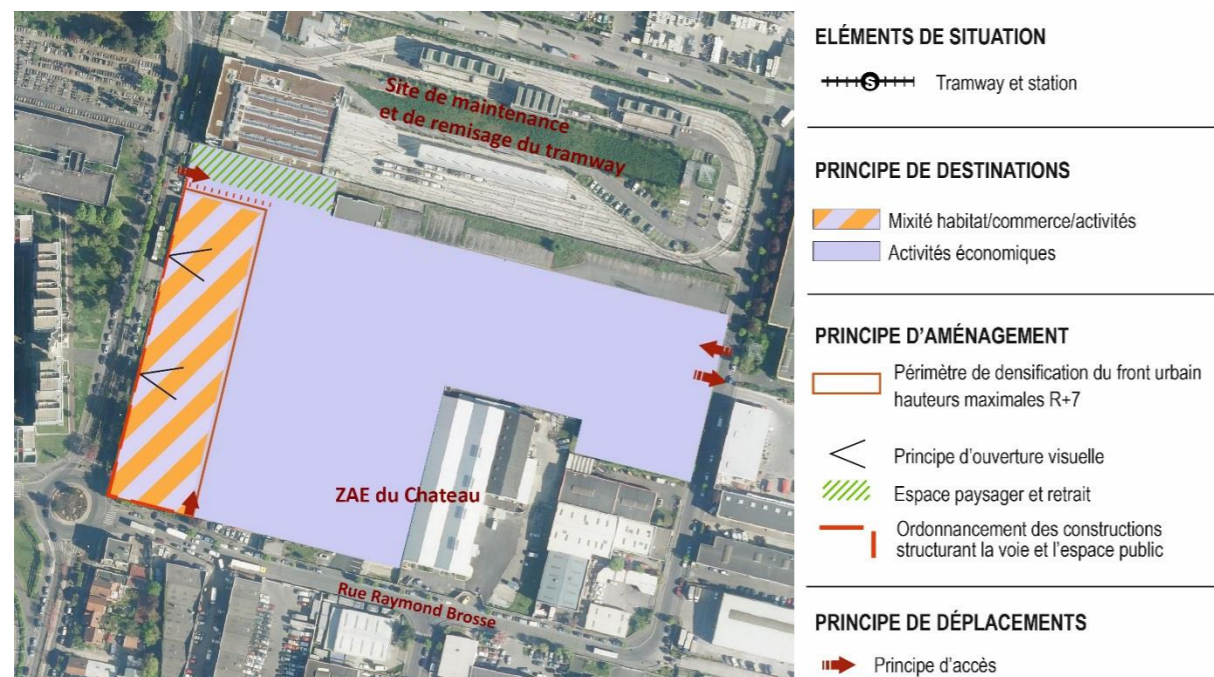 Site de maintenance
et de remisage du tramway
ZAE du Chateau
Rue Raymond Brosse
ELÉMENTS DE SITUATION
S
Tramway et station
PRINCIPE DE DESTINATIONS
Mixité habitat/commerce/activités
Activités économiques
PRINCIPE D'AMÉNAGEMENT
Périmètre de densification du front urbain
hauteurs maximales R+7
Principe d'ouverture visuelle
Espace paysager et retrait
Ordonnancement des constructions
structurant la voie et l'espace public
PRINCIPE DE DÉPLACEMENTS
Principe d'accès